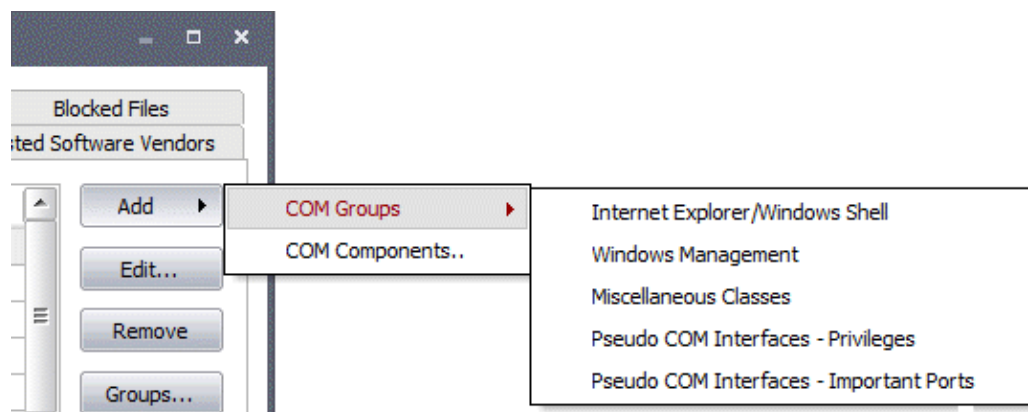 Blocked Files
sted Software Vendors
Add
COM Groups
Internet Explorer/Windows Shell
COM Components..
Windows Management
Edit...
Miscellaneous Classes
Remove
Pseudo COM Interfaces - Privileges
Groups...
Pseudo COM Interfaces - Important Ports